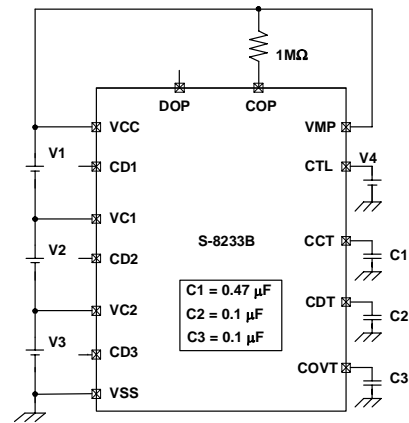 1MΩ
DOP
COP
VCC
VMP
V1
CD1
CTL
V4
VC1
V2
CD2
S-8233B
CCT
C1
C1 = 0.47 µF
C2 = 0.1 µF
C3 = 0.1 µF
VC2
CDT
C2
V3
CD3
COVT
C3
VSS